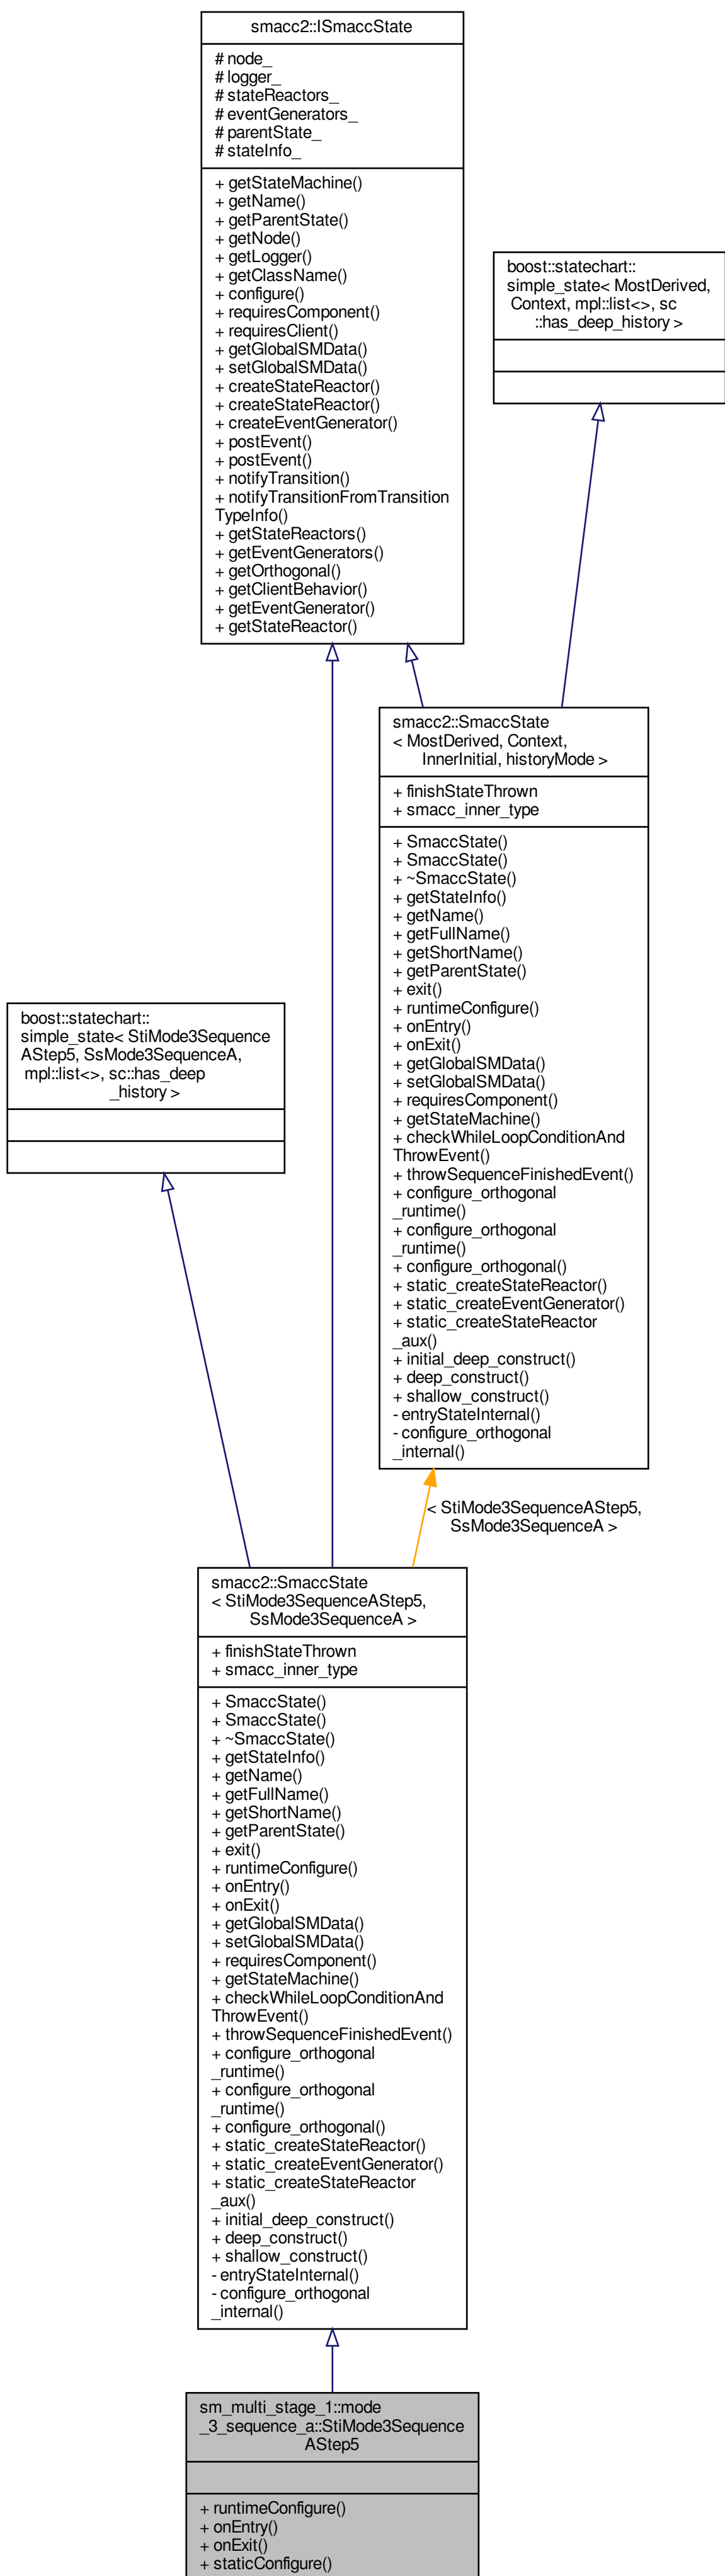 smacc2::ISmaccState
# node_
# logger_
# stateReactors_
# eventGenerators_
# parentState_
# stateInfo_
+ getStateMachine()
+ getName()
+ getParentState()
+ getNode()
+ getLogger()
+ getClassName()
+ configure()
+ requiresComponent()
+ requiresClient()
+ getGlobalSMData()
+ setGlobalSMData()
+ createStateReactor()
+ createStateReactor()
+ createEventGenerator()
+ postEvent()
+ postEvent()
+ notifyTransition()
+ notifyTransitionFromTransition
TypeInfo()
+ getStateReactors()
+ getEventGenerators()
+ getOrthogonal()
+ getClientBehavior()
+ getEventGenerator()
+ getStateReactor()
boost::statechart::
simple_state< MostDerived,
Context, mpl::list<>, sc
::has_deep_history >
smacc2::SmaccState
< MostDerived, Context,
InnerInitial, historyMode >
+ finishStateThrown
+ smacc_inner_type
+ SmaccState()
+ SmaccState()
+ ~SmaccState()
+ getStateInfo()
+ getName()
+ getFullName()
+ getShortName()
+ getParentState()
+ exit()
+ runtimeConfigure()
+ onEntry()
+ onExit()
+ getGlobalSMData()
+ setGlobalSMData()
+ requiresComponent()
+ getStateMachine()
+ checkWhileLoopConditionAnd
ThrowEvent()
+ throwSequenceFinishedEvent()
+ configure_orthogonal
_runtime()
+ configure_orthogonal
_runtime()
+ configure_orthogonal()
+ static_createStateReactor()
+ static_createEventGenerator()
+ static_createStateReactor
_aux()
+ initial_deep_construct()
+ deep_construct()
+ shallow_construct()
- entryStateInternal()
- configure_orthogonal
_internal()
boost::statechart::
simple_state< StiMode3Sequence
AStep5, SsMode3SequenceA,
mpl::list<>, sc::has_deep
_history >
< StiMode3SequenceAStep5,
SsMode3SequenceA >
smacc2::SmaccState
< StiMode3SequenceAStep5,
SsMode3SequenceA >
+ finishStateThrown
+ smacc_inner_type
+ SmaccState()
+ SmaccState()
+ ~SmaccState()
+ getStateInfo()
+ getName()
+ getFullName()
+ getShortName()
+ getParentState()
+ exit()
+ runtimeConfigure()
+ onEntry()
+ onExit()
+ getGlobalSMData()
+ setGlobalSMData()
+ requiresComponent()
+ getStateMachine()
+ checkWhileLoopConditionAnd
ThrowEvent()
+ throwSequenceFinishedEvent()
+ configure_orthogonal
_runtime()
+ configure_orthogonal
_runtime()
+ configure_orthogonal()
+ static_createStateReactor()
+ static_createEventGenerator()
+ static_createStateReactor
_aux()
+ initial_deep_construct()
+ deep_construct()
+ shallow_construct()
- entryStateInternal()
- configure_orthogonal
_internal()
sm_multi_stage_1::mode
_3_sequence_a::StiMode3Sequence
AStep5
+ runtimeConfigure()
+ onEntry()
+ onExit()
+ staticConfigure()